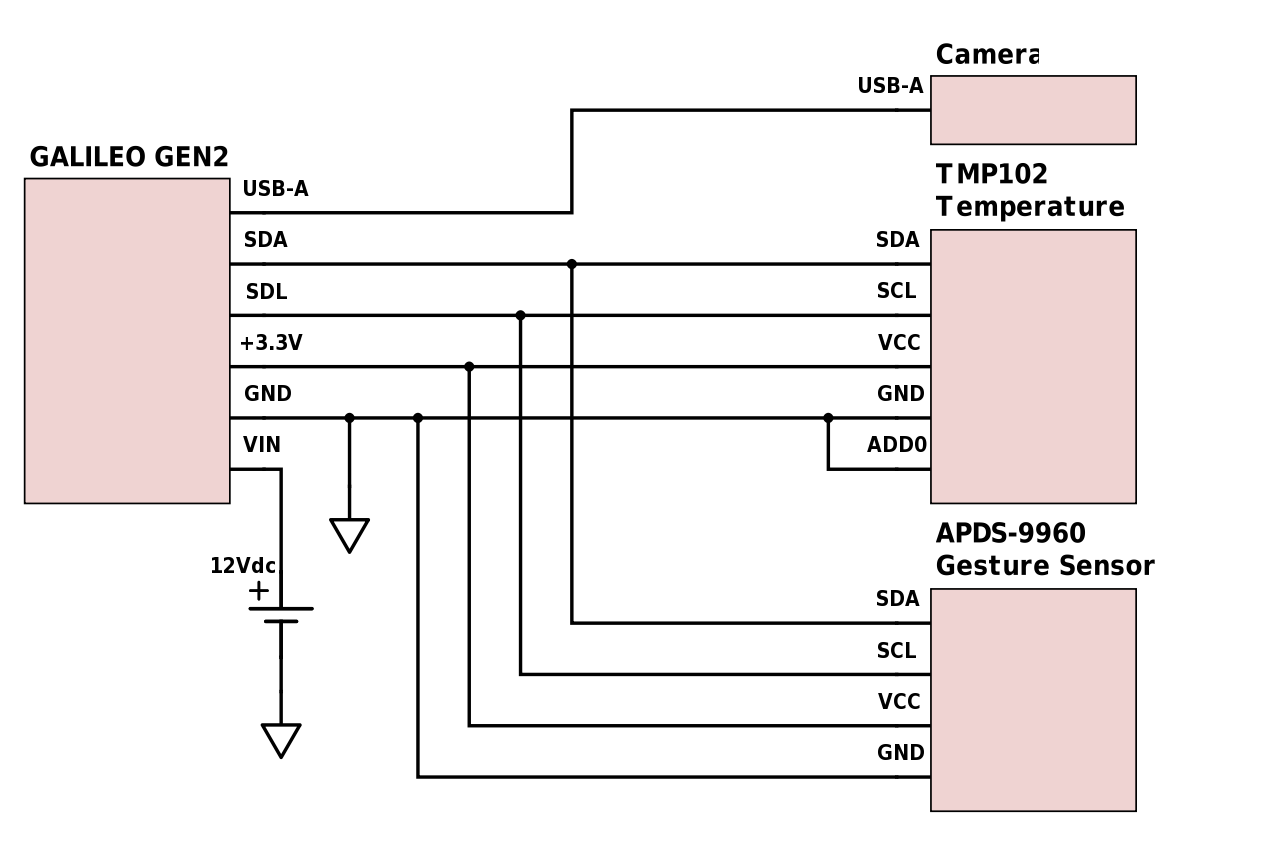 Camera
USB-A
GALILEO GEN2
USB-A
SDA
SDL
+3.3V
GND
VIN
12Vdc
+
TMP102
Temperature
SDA
SCL
VCC
GND
ADD0
APDS-9960
Gesture Sensor
SDA
SCL
VCC
GND